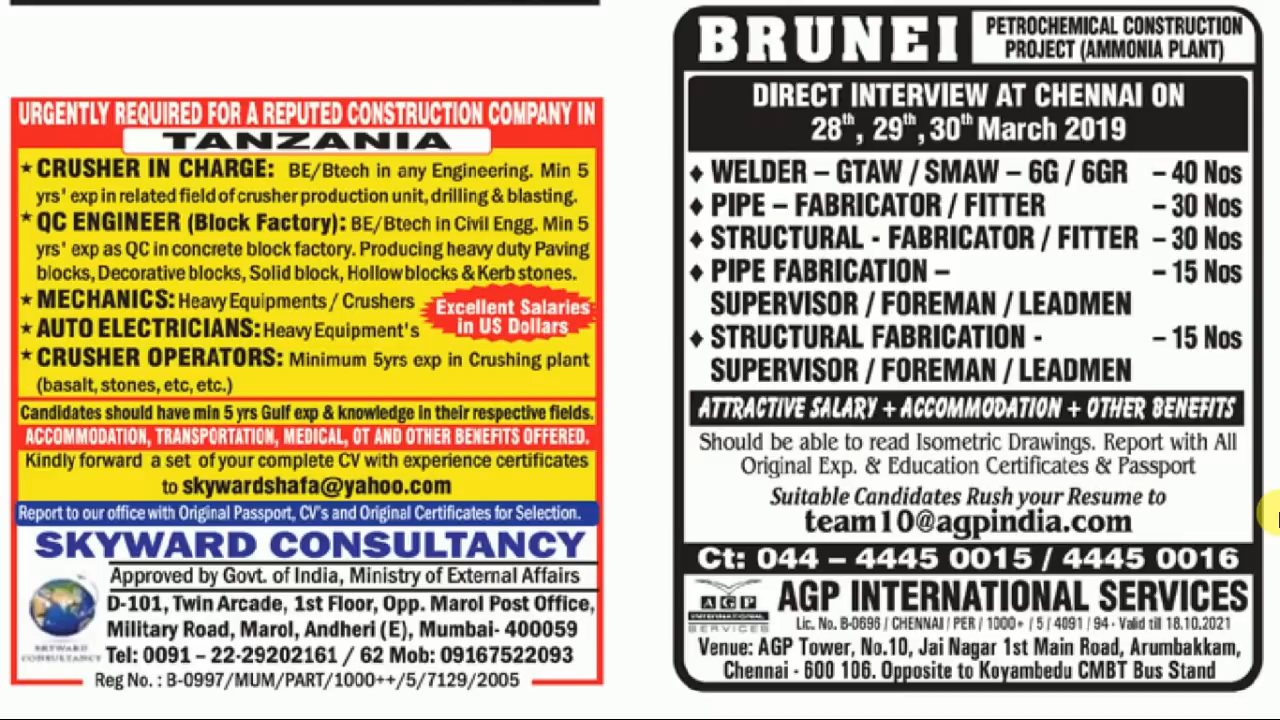 URGENTLY REQUIRED FOR A REPUTED CONSTRUCTION COMPANY IN
TANZANIA
★ CRUSHER IN CHARGE: BE/Btech in any Engineering. Min 5
yrs' exp in related field of crusher production unit, drilling & blasting.
★ QC ENGINEER (Block Factory): BE/Btech in Civil Engg. Min 5
yrs' exp as QC in concrete block factory. Producing heavy duty Paving
blocks, Decorative blocks, Solid block, Hollow blocks & Kerb stones.
★ MECHANICS: Heavy Equipments / Crushers
★ AUTO ELECTRICIANS: Heavy Equipment's
Excellent Salaries
in US Dollars
★ CRUSHER OPERATORS: Minimum 5yrs exp in Crushing plant
(basalt, stones, etc, etc.)
Candidates should have min 5 yrs Gulf exp & knowledge in their respective fields.
ACCOMMODATION, TRANSPORTATION, MEDICAL, OT AND OTHER BENEFITS OFFERED.
Kindly forward a set of your complete CV with experience certificates
to skywardshafa@yahoo.com
Report to our office with Original Passport, CV's and Original Certificates for Selection.
SKYWARD CONSULTANCY
Approved by Govt. of India, Ministry of External Affairs
D-101, Twin Arcade, 1st Floor, Opp. Marol Post Office,
Military Road, Marol, Andheri (E), Mumbai- 400059
SKYWARD
CONSULTANCY
Tel: 0091 – 22-29202161 / 62 Mob: 09167522093
Reg No. : B-0997/MUM/PART/1000++/5/7129/2005
BRUNEI
PETROCHEMICAL CONSTRUCTION
PROJECT (AMMONIA PLANT)
DIRECT INTERVIEW AT CHENNAI ON
28th, 29th, 30th March 2019
♦ WELDER – GTAW / SMAW – 6G / 6GR – 40 Nos
♦ PIPE – FABRICATOR / FITTER – 30 Nos
♦ STRUCTURAL - FABRICATOR / FITTER – 30 Nos
♦ PIPE FABRICATION – – 15 Nos
SUPERVISOR / FOREMAN / LEADMEN
♦ STRUCTURAL FABRICATION - – 15 Nos
SUPERVISOR / FOREMAN / LEADMEN
ATTRACTIVE SALARY + ACCOMMODATION + OTHER BENEFITS
Should be able to read Isometric Drawings. Report with All
Original Exp. & Education Certificates & Passport
Suitable Candidates Rush your Resume to
team10@agpindia.com
Ct: 044 – 4445 0015 / 4445 0016
AGP
INTERNATIONAL
SERVICES
AGP INTERNATIONAL SERVICES
Lic. No. B-0696 / CHENNAI / PER / 1000+ / 5 / 4091 / 94 - Valid till 18.10.2021
Venue: AGP Tower, No.10, Jai Nagar 1st Main Road, Arumbakkam,
Chennai - 600 106. Opposite to Koyambedu CMBT Bus Stand